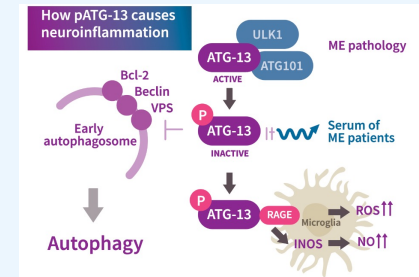 How pATG-13 causes
neuroinflammation
ULK1
ATG-13
ATG101
ACTIVE
ME pathology
Bcl-2
Beclin
VPS
Early
autophagosome
P
ATG-13
INACTIVE
Serum of
ME patients
P
ATG-13
RAGE
Microglia
ROS↑↑
INOS
NO↑↑
Autophagy